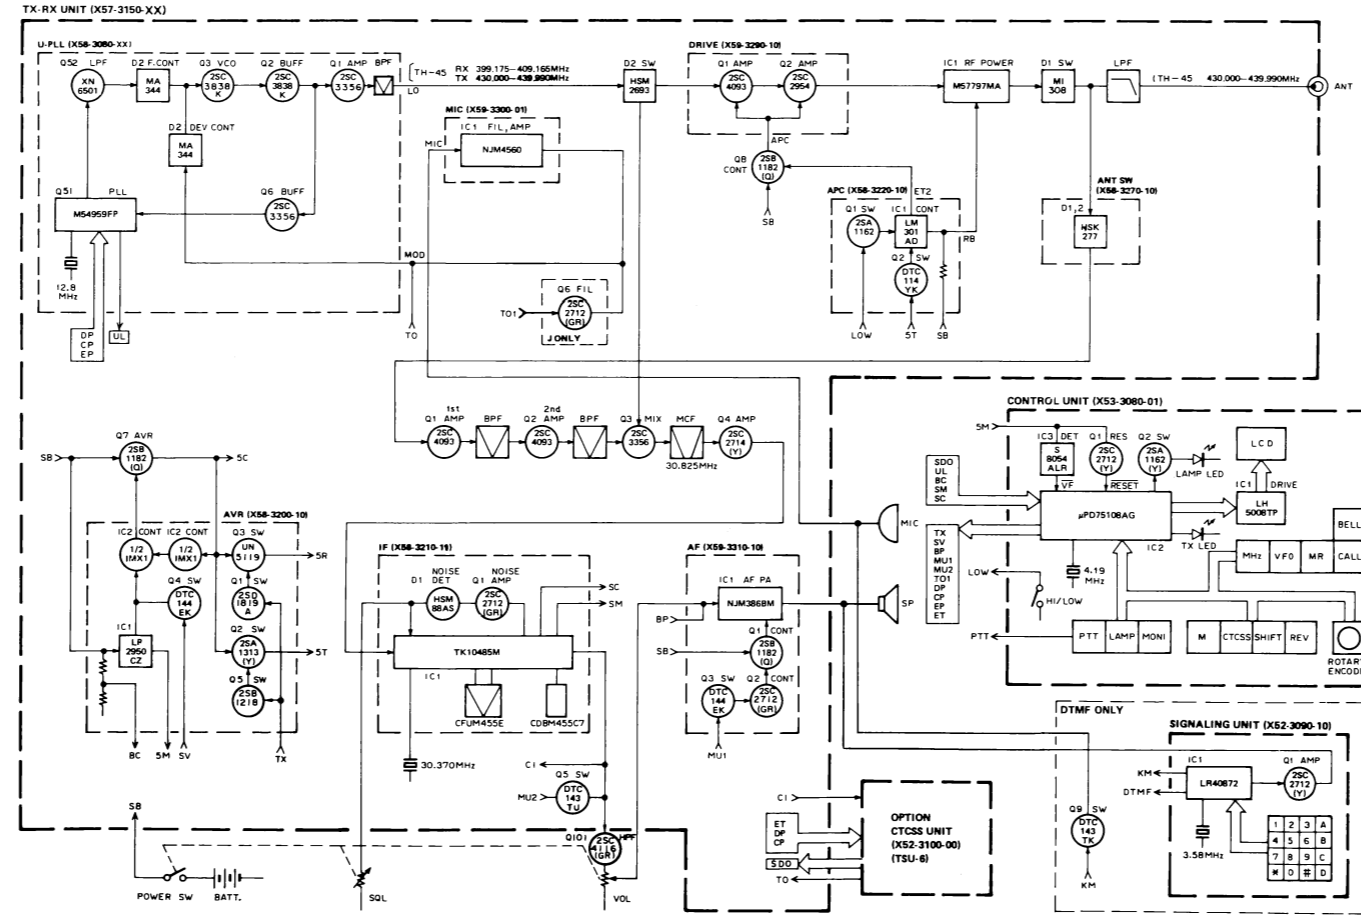 TX-RX UNIT (X57-3150-XX)
U-PLL (X58-3080-XX)
Q52 LPF
XN
6501
D2 F.CONT
MA
344
Q3 VCO
2SC
3838
K
Q2 BUFF
2SC
3838
K
Q1 AMP
2SC
3356
BPF
TH-45 RX 399.175-409.165MHz
TX 430.000-439.990MHz
LO
D2 DEV CONT
MA
344
Q51 PLL
M54959FP
Q6 BUFF
2SC
3356
12.8
MHz
DP
CP
EP
UL
MIC (X59-3300-01)
IC1 FIL, AMP
NJM4560
MIC
MOD
TO
Q6 FIL
2SC
2712
(GR)
TO1
J ONLY
D2 SW
HSM
2693
DRIVE (X59-3290-10)
Q1 AMP
2SC
4093
Q2 AMP
2SC
2954
APC
Q8
CONT
2SB
1182
(Q)
SB
IC1 RF POWER
M57797MA
D1 SW
MI
308
LPF
(TH-45 430.000-439.990MHz
ANT
APC (X58-3220-10)
ET2
Q1 SW
2SA
1162
IC1 CONT
LM
301
AD
Q2 SW
DTC
114
YK
RB
LOW
5T
SB
ANT SW
(X58-3270-10)
D1,2
HSK
277
Q1 1st AMP
2SC
4093
BPF
Q2 2nd AMP
2SC
4093
BPF
Q3 MIX
2SC
3356
MCF
30.825MHz
Q4 AMP
2SC
2714
(Y)
Q7 AVR
2SB
1182
(Q)
SB
5C
AVR (X58-3200-10)
IC2 CONT
1/2
IMX1
IC2 CONT
1/2
IMX1
Q3 SW
UN
5119
5R
Q4 SW
DTC
144
EK
Q1 SW
2SD
1819
A
IC1
LP
2950
CZ
Q2 SW
2SA
1313
(Y)
5T
Q5 SW
2SB
1218
BC
5M
SV
TX
IF (X58-3210-11)
D1 NOISE DET
HSM
88AS
NOISE
Q1 AMP
2SC
2712
(GR)
SC
SM
TK10485M
IC1
CFUM455E
CDBM455C7
30.370MHz
CI
MU2
Q5 SW
DTC
143
TU
Q101
HPF
2SC
4116
(GR)
AF (X59-3310-10)
IC1 AF PA
NJM386BM
BP
SB
Q1 CONT
2SB
1182
(Q)
Q3 SW
DTC
144
EK
Q2 CONT
2SC
2712
(GR)
MU1
MIC
SP
CONTROL UNIT (X53-3080-01)
5M
IC3 DET
S
8054
ALR
VF
Q1 RES
2SC
2712
(Y)
RESET
Q2 SW
2SA
1162
(Y)
LAMP LED
LCD
IC1 DRIVE
LH
5008TP
SDO
UL
BC
SM
SC
μPD75108AG
IC2
TX LED
TX
SV
BP
MU1
MU2
TO1
DP
CP
EP
ET
4.19
MHz
LOW
HI/LOW
PTT
PTT LAMP MONI
BELL
MHz VFO MR CALL
M CTCSS SHIFT REV
ROTARY
ENCOD
DTMF ONLY
SIGNALING UNIT (X52-3090-10)
KM
DTMF
IC1
LR40872
Q1 AMP
2SC
2712
(Y)
3.58MHz
1 2 3 A
4 5 6 B
7 8 9 C
* 0 # D
Q9 SW
DTC
143
TK
KM
CI
ET
DP
CP
SDO
TO
OPTION
CTCSS UNIT
(X52-3100-00)
(TSU-6)
SB
POWER SW
BATT.
SQL
VOL